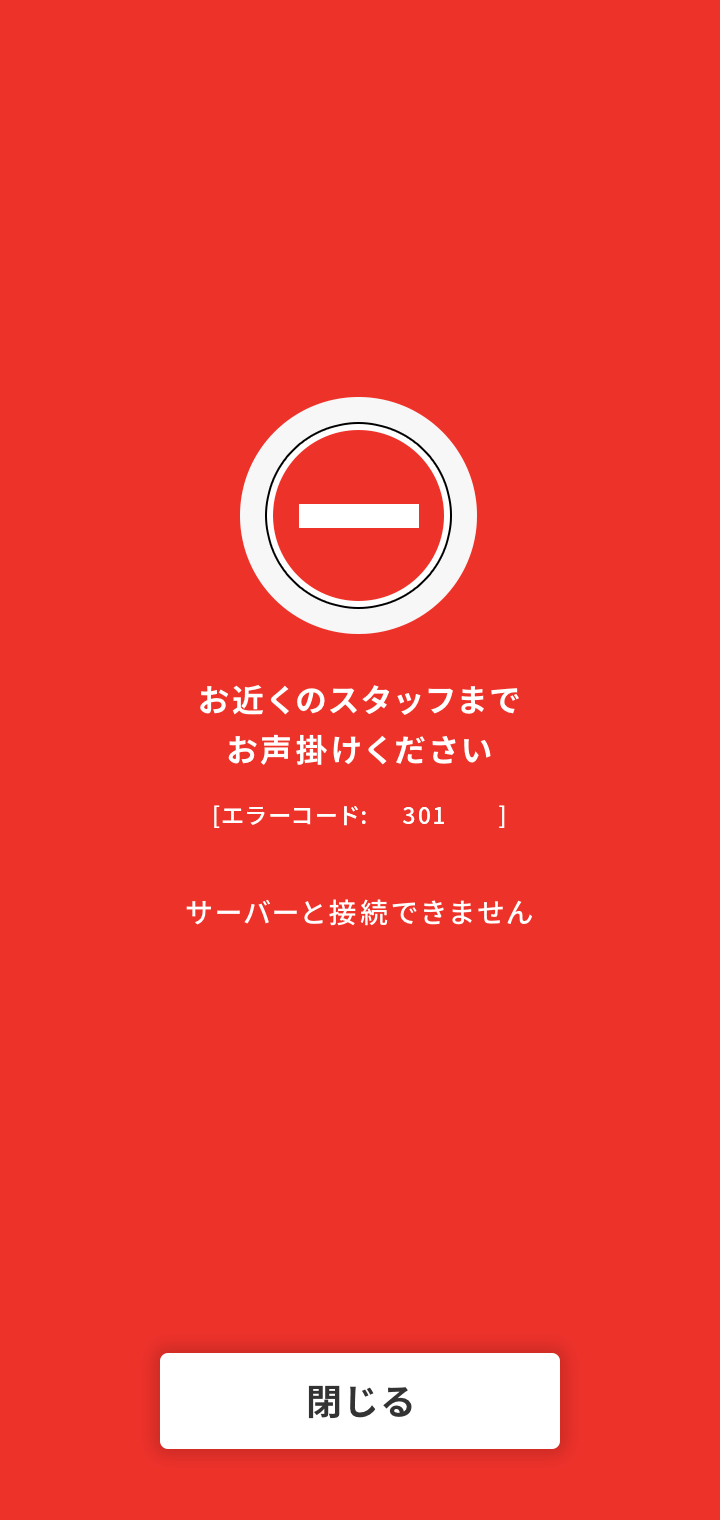 お近くのスタッフまで
お声掛けください
[エラーコード: 301 ]
サーバーと接続できません
閉じる